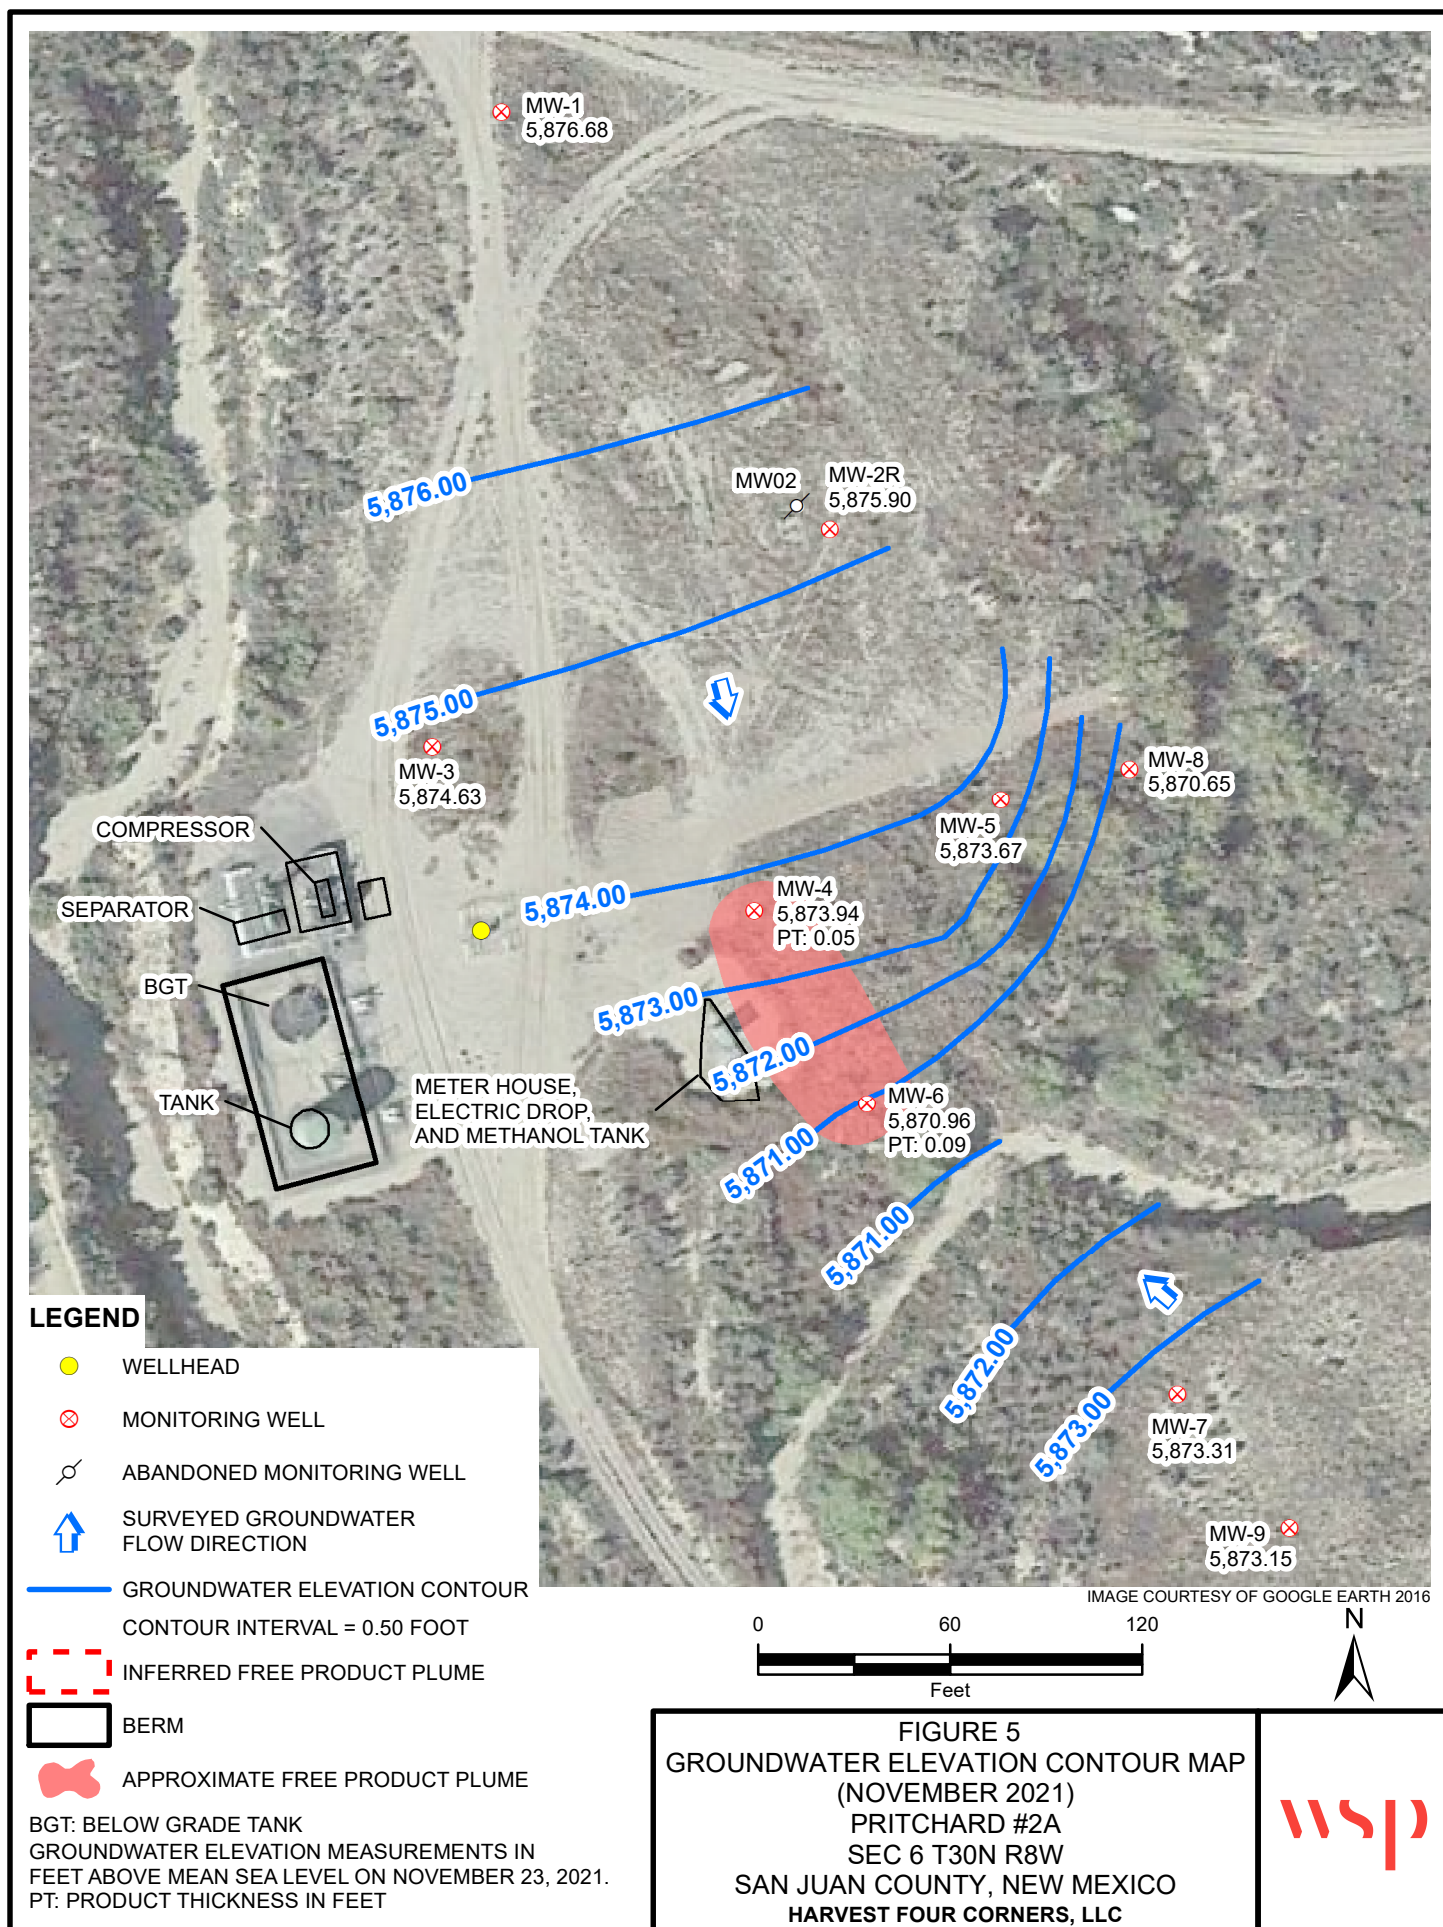 MW-1
5,876.68
5,876.00
MW02
MW-2R
5,875.90
5,875.00
MW-3
5,874.63
MW-8
5,870.65
COMPRESSOR
MW-5
5,873.67
5,874.00
SEPARATOR
MW-4
5,873.94
PT: 0.05
BGT
5,873.00
5,872.00
METER HOUSE,
ELECTRIC DROP,
AND METHANOL TANK
TANK
MW-6
5,870.96
PT: 0.09
5,871.00
5,871.00
5,872.00
5,873.00
MW-7
5,873.31
MW-9
5,873.15
LEGEND
WELLHEAD
MONITORING WELL
ABANDONED MONITORING WELL
SURVEYED GROUNDWATER
FLOW DIRECTION
GROUNDWATER ELEVATION CONTOUR
CONTOUR INTERVAL = 0.50 FOOT
INFERRED FREE PRODUCT PLUME
BERM
APPROXIMATE FREE PRODUCT PLUME
BGT: BELOW GRADE TANK
GROUNDWATER ELEVATION MEASUREMENTS IN
FEET ABOVE MEAN SEA LEVEL ON NOVEMBER 23, 2021.
PT: PRODUCT THICKNESS IN FEET
IMAGE COURTESY OF GOOGLE EARTH 2016
0 60 120
Feet
N
FIGURE 5
GROUNDWATER ELEVATION CONTOUR MAP
(NOVEMBER 2021)
PRITCHARD #2A
SEC 6 T30N R8W
SAN JUAN COUNTY, NEW MEXICO
HARVEST FOUR CORNERS, LLC
wsp